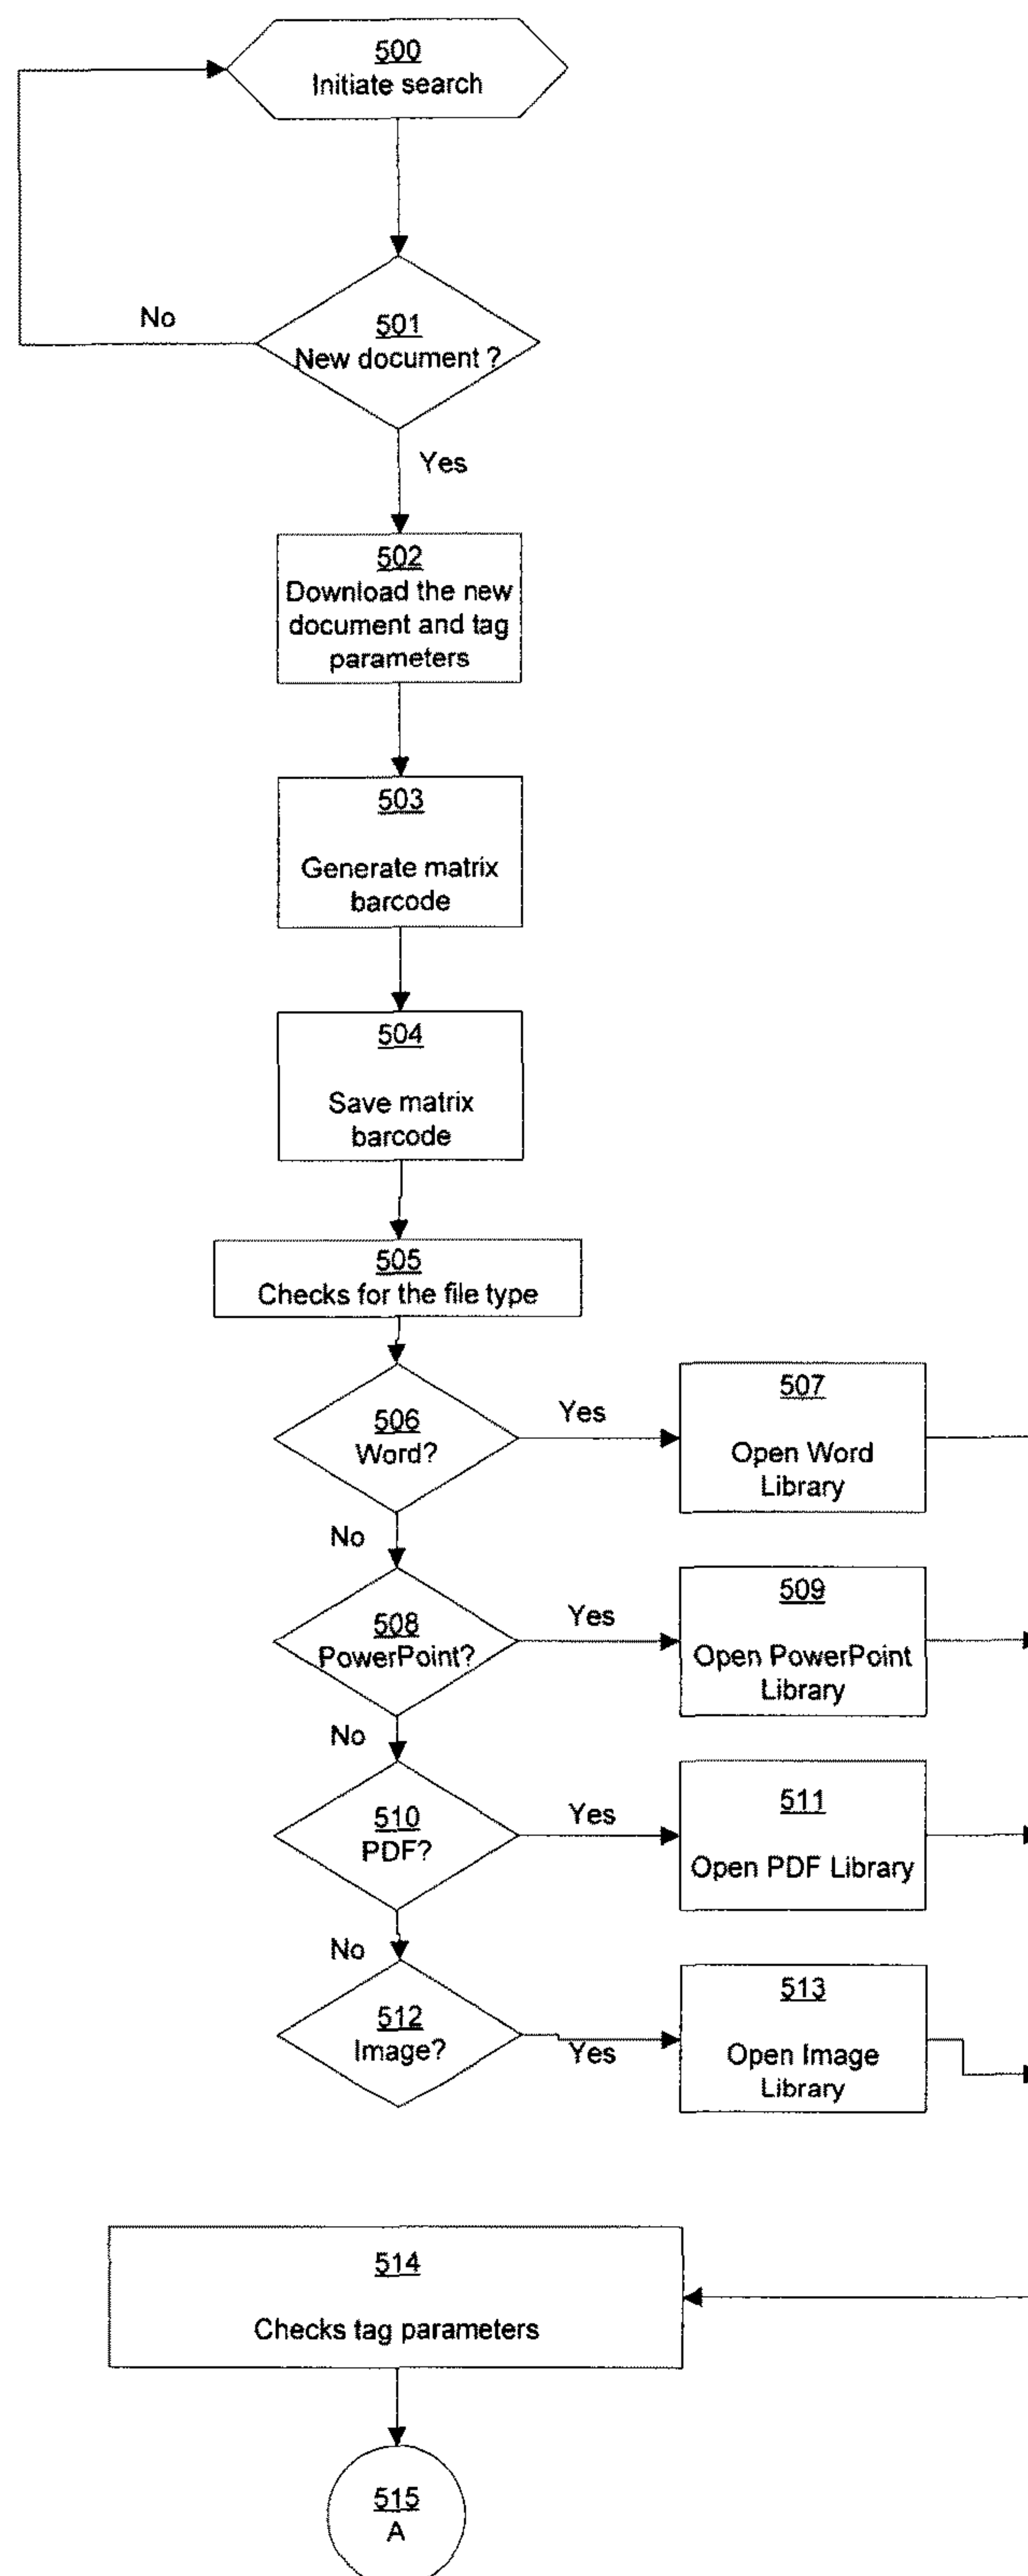 500
Initiate search
No
501
New document ?
Yes
502
Download the new
document and tag
parameters
503
Generate matrix
barcode
504
Save matrix
barcode
505
Checks for the file type
506
Word?
Yes
507
Open Word
Library
No
508
PowerPoint?
Yes
509
Open PowerPoint
Library
No
510
PDF?
Yes
511
Open PDF Library
No
512
Image?
Yes
513
Open Image
Library
514
Checks tag parameters
515
A